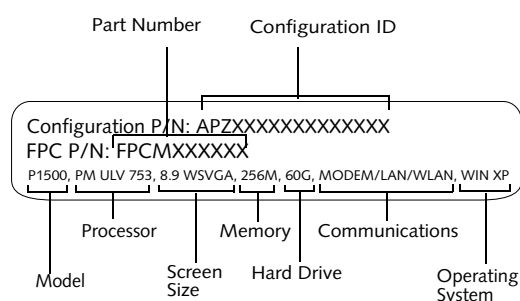 Part Number
Configuration ID
Configuration P/N: APZXXXXXXXXXXXXX
FPC P/N: FPCMXXXXXX
P1500, PM ULV 753, 8.9 WSVGA, 256M, 60G, MODEM/LAN/WLAN, WIN XP
Processor
Memory
Communications
Model
Screen
Size
Hard Drive
Operating
System